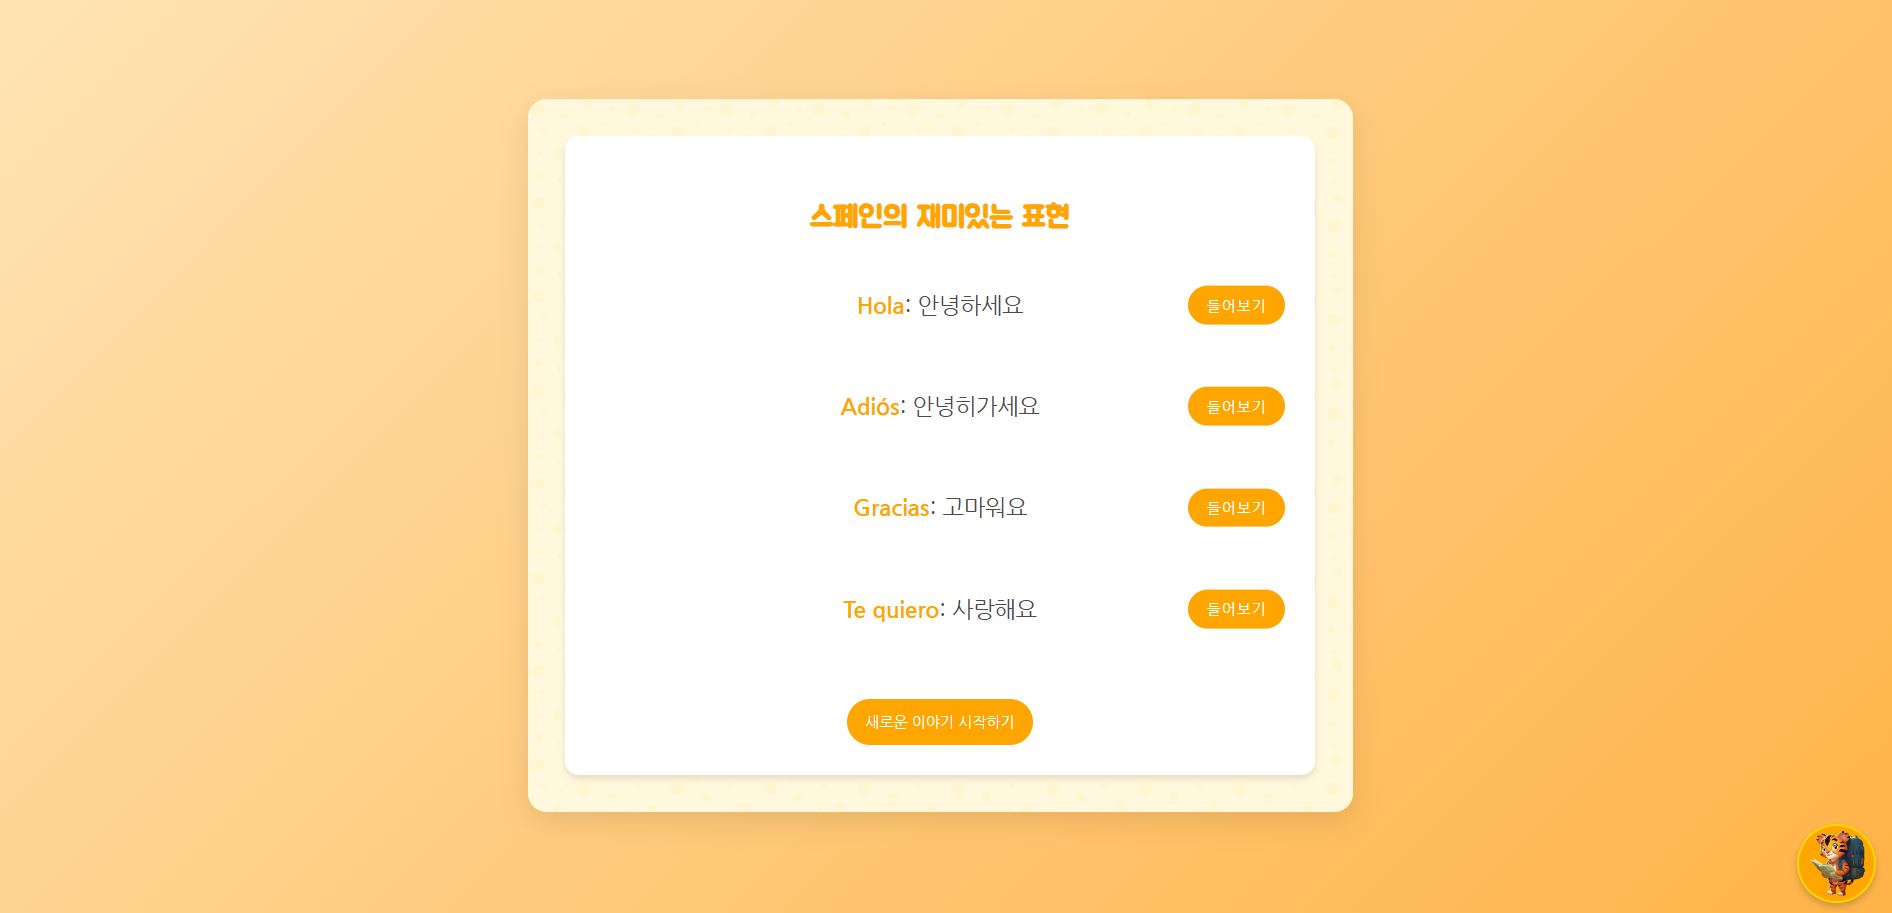 스페인의 재미있는 표현
Hola: 안녕하세요 들어보기
Adiós: 안녕히가세요 들어보기
Gracias: 고마워요 들어보기
Te quiero: 사랑해요 들어보기
새로운 이야기 시작하기